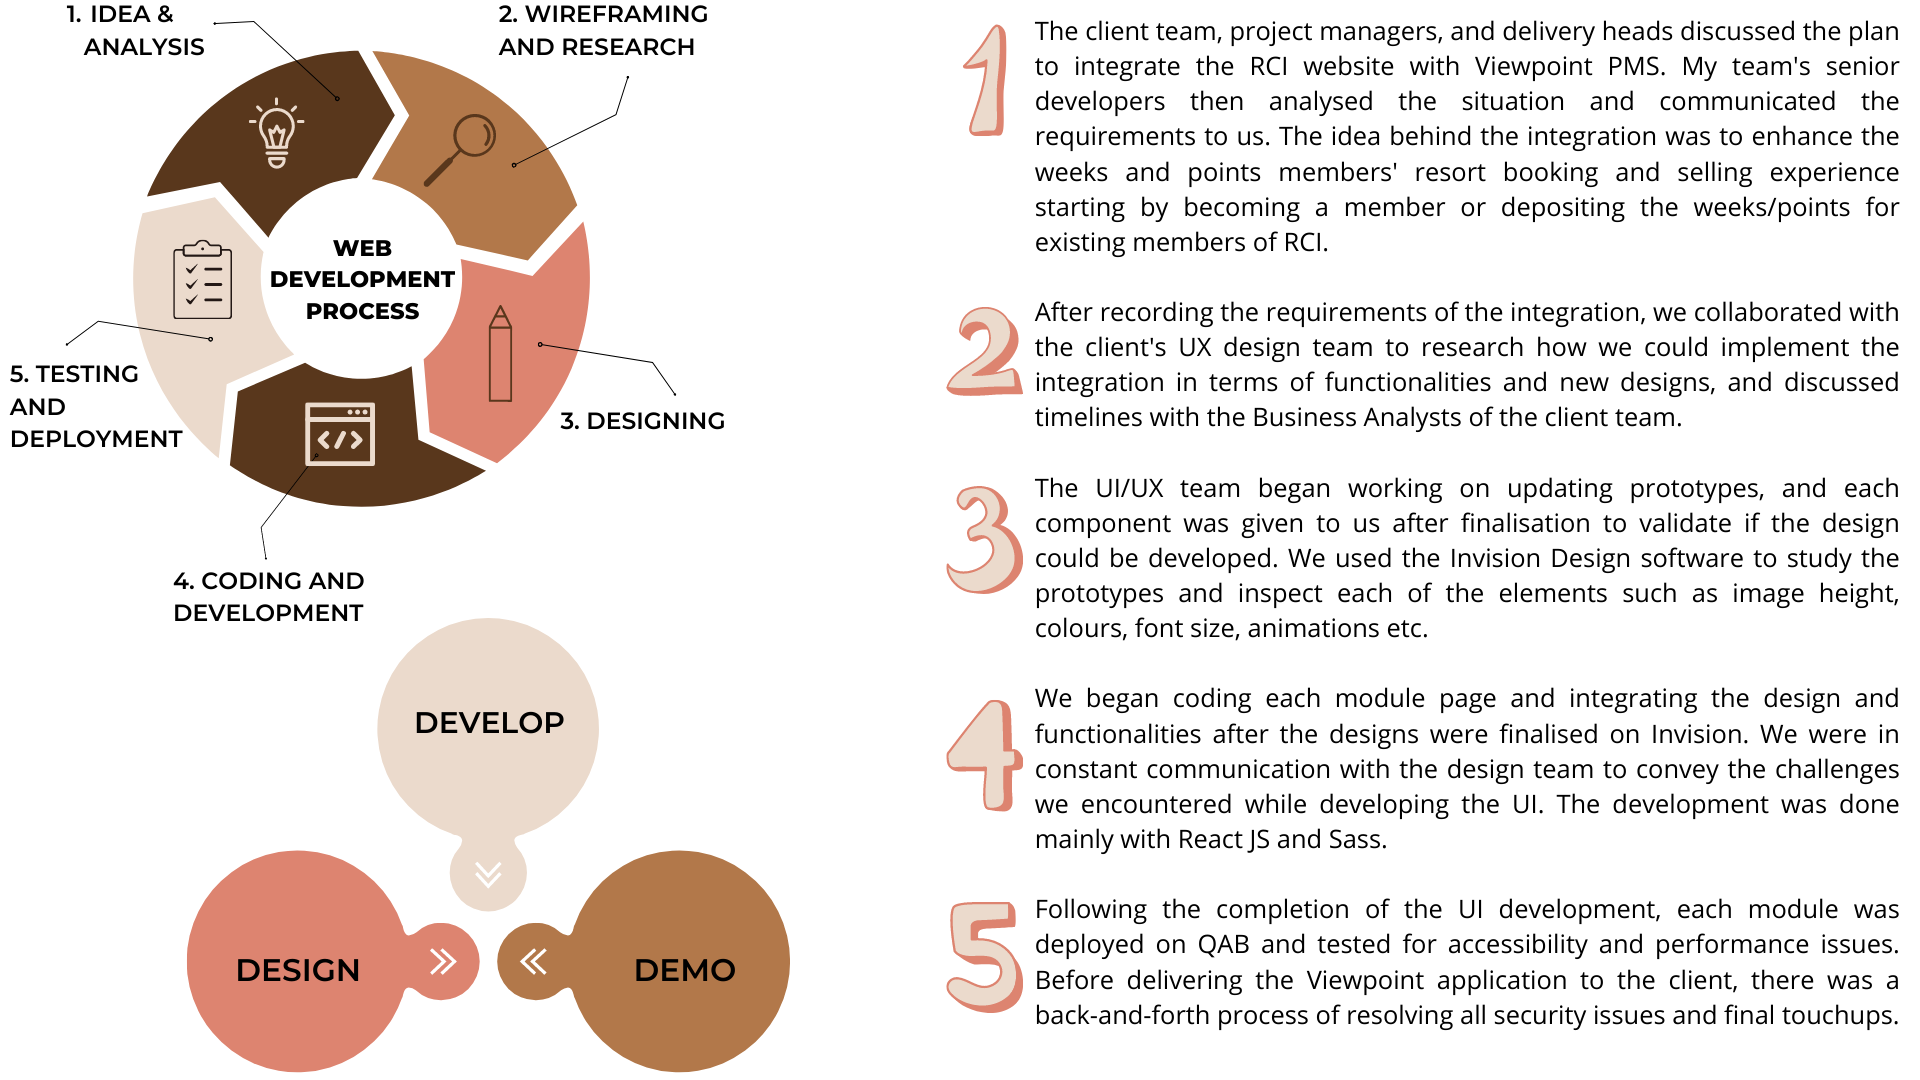 1. IDEA &
ANALYSIS
2. WIREFRAMING
AND RESEARCH
WEB
DEVELOPMENT
PROCESS
3. DESIGNING
4. CODING AND
DEVELOPMENT
5. TESTING
AND
DEPLOYMENT
DEVELOP
DESIGN
DEMO
1
The client team, project managers, and delivery heads discussed the plan
to integrate the RCI website with Viewpoint PMS. My team's senior
developers then analysed the situation and communicated the
requirements to us. The idea behind the integration was to enhance the
weeks and points members' resort booking and selling experience
starting by becoming a member or depositing the weeks/points for
existing members of RCI.
2
After recording the requirements of the integration, we collaborated with
the client's UX design team to research how we could implement the
integration in terms of functionalities and new designs, and discussed
timelines with the Business Analysts of the client team.
3
The UI/UX team began working on updating prototypes, and each
component was given to us after finalisation to validate if the design
could be developed. We used the Invision Design software to study the
prototypes and inspect each of the elements such as image height,
colours, font size, animations etc.
4
We began coding each module page and integrating the design and
functionalities after the designs were finalised on Invision. We were in
constant communication with the design team to convey the challenges
we encountered while developing the UI. The development was done
mainly with React JS and Sass.
5
Following the completion of the UI development, each module was
deployed on QAB and tested for accessibility and performance issues.
Before delivering the Viewpoint application to the client, there was a
back-and-forth process of resolving all security issues and final touchups.